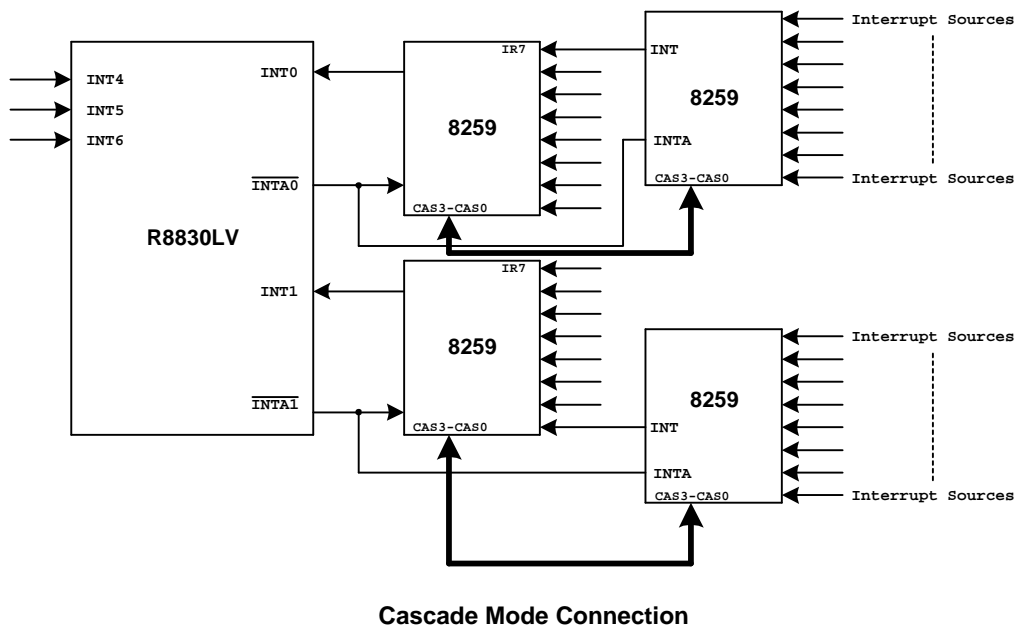 Interrupt Sources
IR7
INT
INT0
INT4
8259
INT5
8259
INT6
INTA
INTA0
Interrupt Sources
CAS3-CAS0
CAS3-CAS0
R8830LV
IR7
INT1
Interrupt Sources
8259
8259
INTA1
INT
CAS3-CAS0
INTA
CAS3-CAS0
Interrupt Sources
Cascade Mode Connection